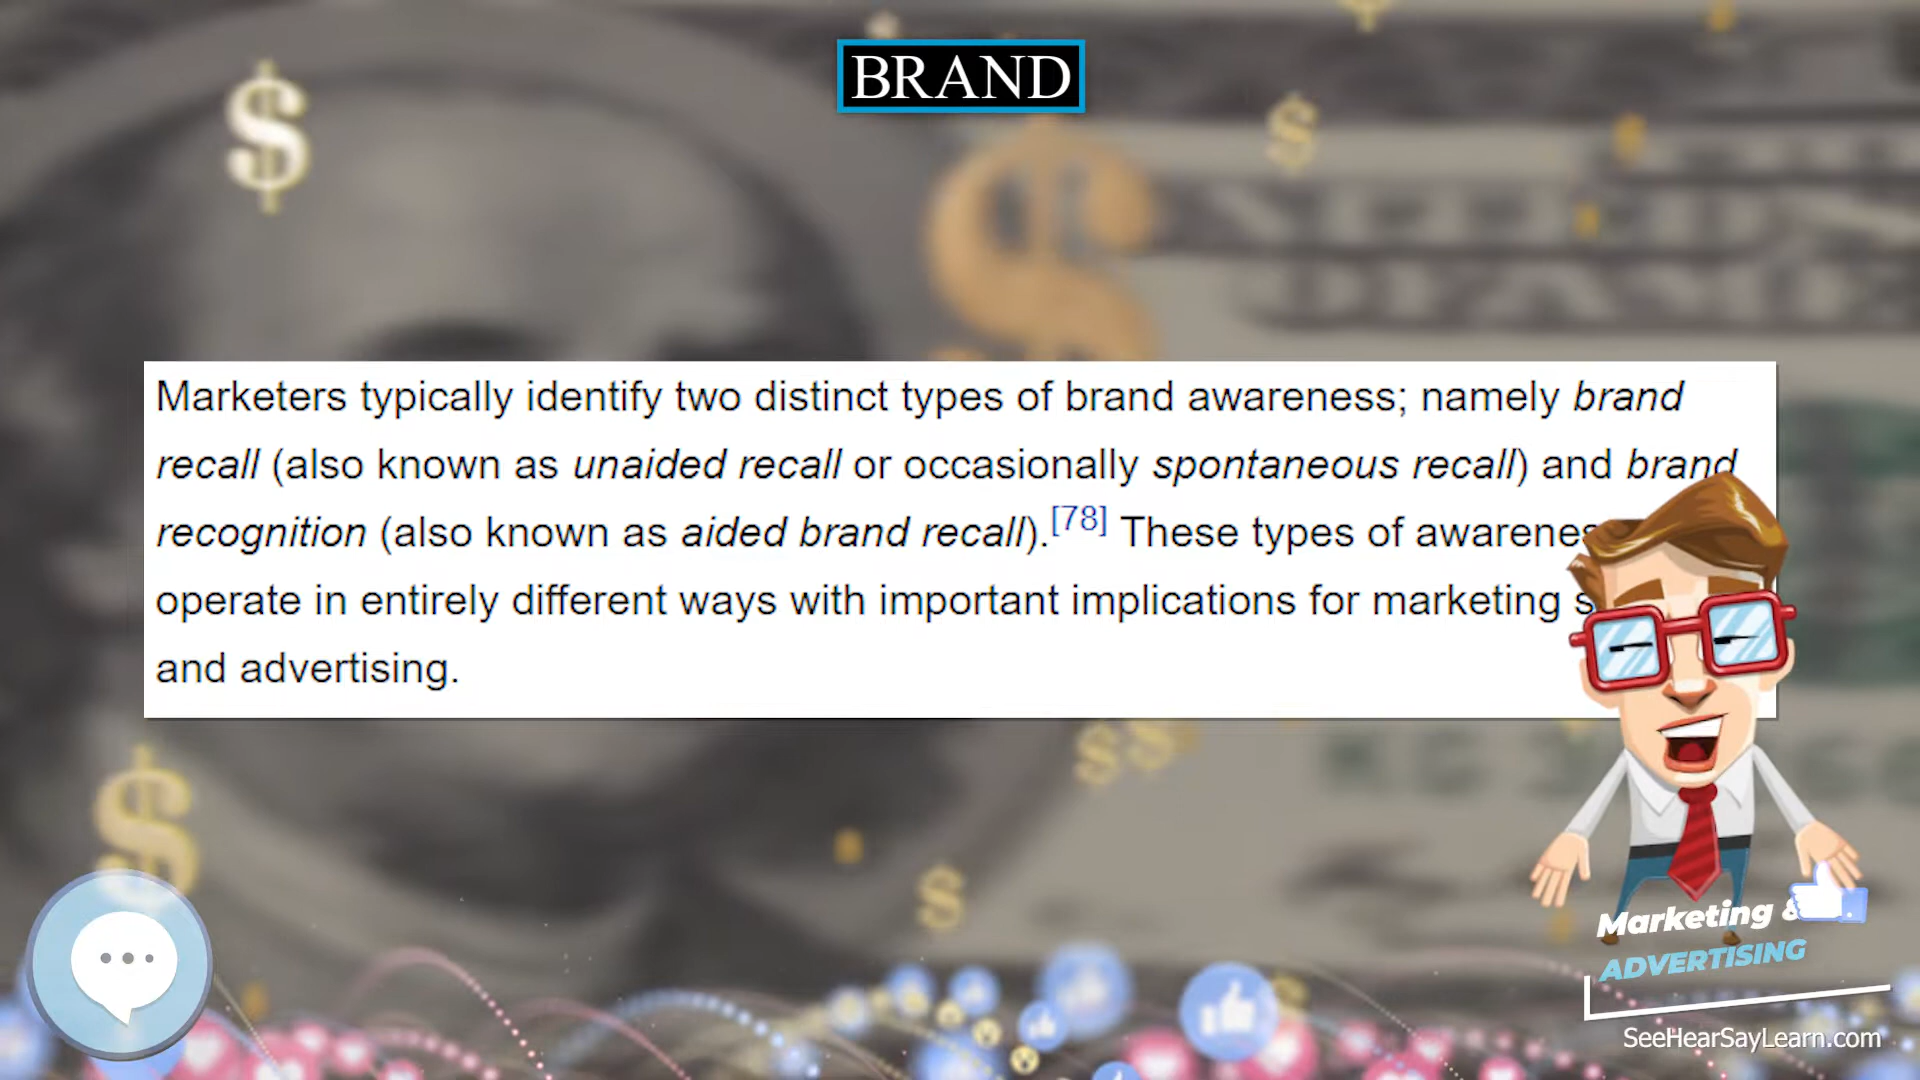 BRAND
Marketers typically identify two distinct types of brand awareness; namely brand
recall (also known as unaided recall or occasionally spontaneous recall) and brand
recognition (also known as aided brand recall).[78] These types of
operate in entirely different ways with important implications for marketing
and advertising.
Marketing &
ADVERTISING
SeeHearSayLearn.com